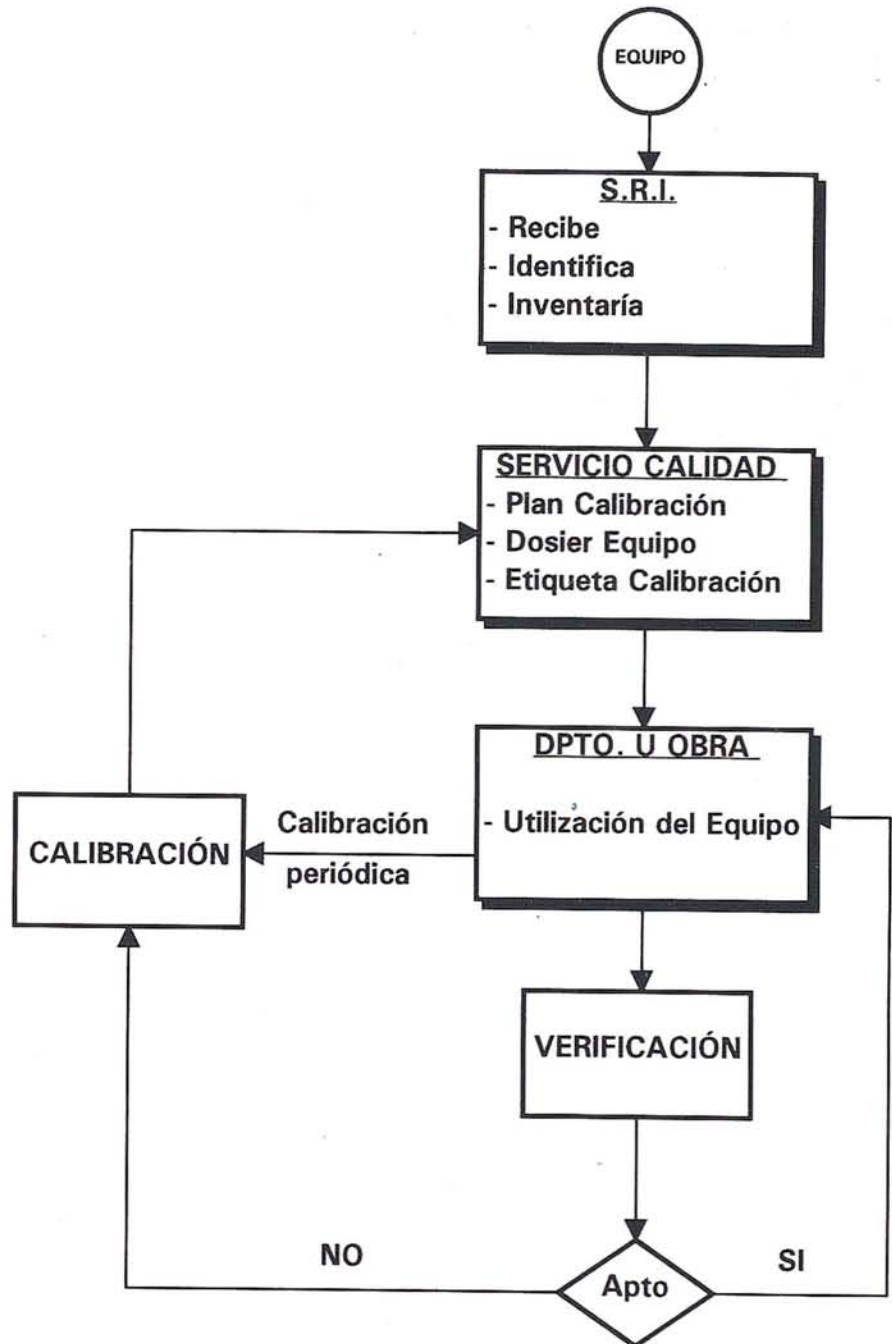 EQUIPO
S.R.I.
- Recibe
- Identifica
- Inventaría
SERVICIO CALIDAD
- Plan Calibración
- Dosier Equipo
- Etiqueta Calibración
DPTO. U OBRA
- Utilización del Equipo
Calibración
periódica
CALIBRACIÓN
VERIFICACIÓN
NO
Apto
SI